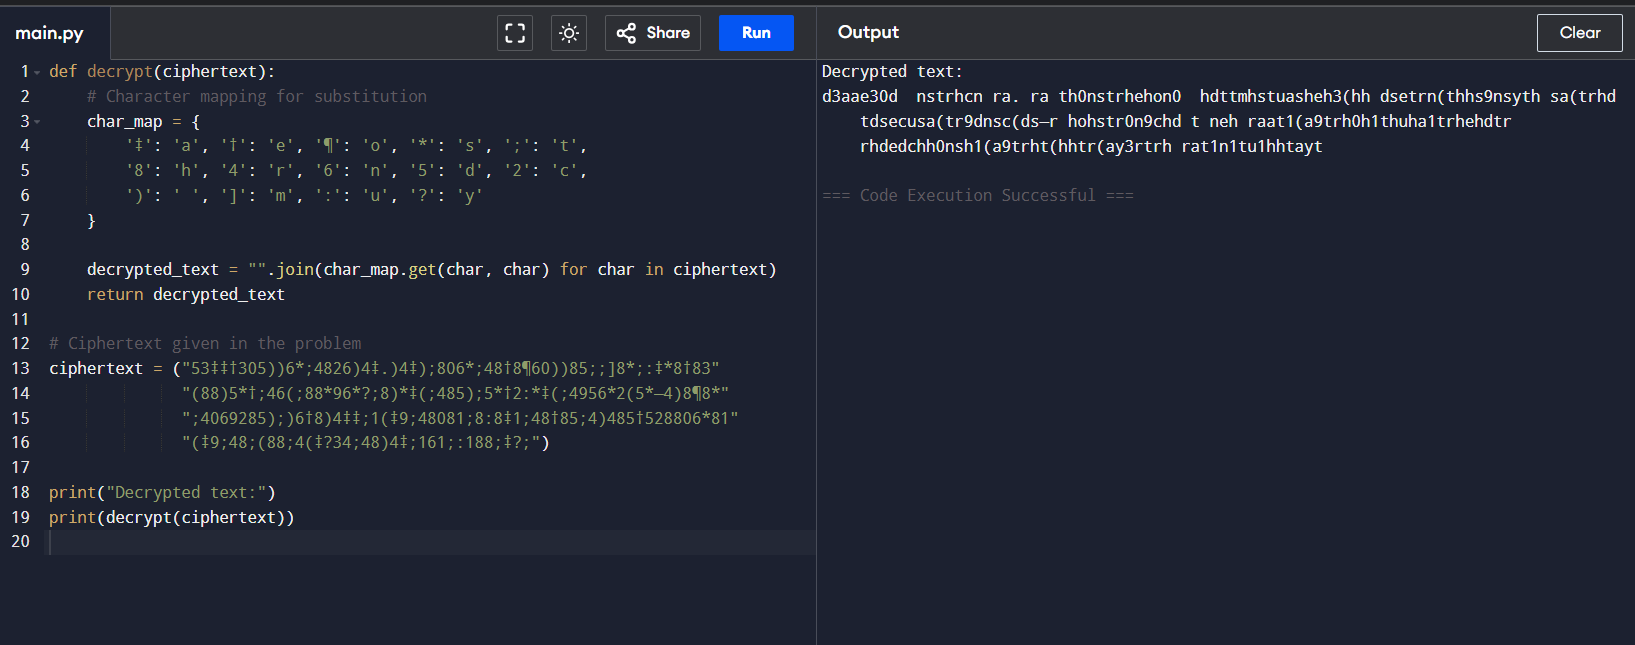 main.py
Share
Run
Output
Clear
1 def decrypt(ciphertext):
2 # Character mapping for substitution
3 char_map = {
4 '‡': 'a', '†': 'e', '¶': 'o', '*': 's', ';': 't',
5 '8': 'h', '4': 'r', '6': 'n', '5': 'd', '2': 'c',
6 ')': ' ', ']': 'm', ':': 'u', '?': 'y'
7 }
8
9 decrypted_text = "".join(char_map.get(char, char) for char in ciphertext)
10 return decrypted_text
11
12 # Ciphertext given in the problem
13 ciphertext = ("53‡‡†305))6*;4826)4‡.)4‡);806*;48†8¶60))85;;]8*;:‡*8†83"
14 "(88)5*†;46(;88*96*?;8)*‡(;485);5*†2:*‡(;4956*2(5*—4)8¶8*"
15 ";4069285);)6†8)4‡‡;1(‡9;48081;8:8‡1;48†85;4)485†528806*81"
16 "(‡9;48;(88;4(‡?34;48)4‡;161;:188;‡?;")
17
18 print("Decrypted text:")
19 print(decrypt(ciphertext))
20
Decrypted text:
d3aae30d  nstrhcn ra. ra th0nstrhehon0  hdttmhstuasheh3(hh dsetrn(thhs9nsyth sa(trhd
tdsecusa(tr9dnsc(ds—r hohstr0n9chd t neh raat1(a9trh0h1thuha1trhehdtr
rhdedchh0nsh1(a9trht(hhtr(ay3rtrh rat1n1tu1hhtayt
=== Code Execution Successful ===